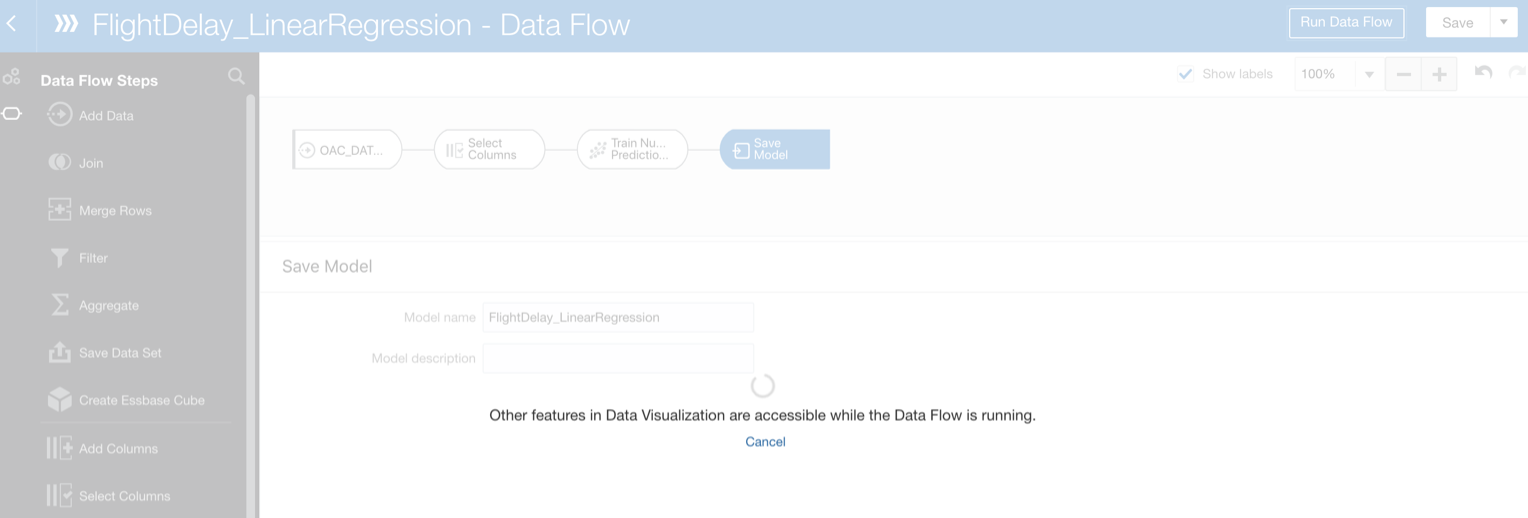 FlightDelay_LinearRegression - Data Flow
Run Data Flow
Save
Data Flow Steps
Show labels
100%
Add Data
Join
Merge Rows
Filter
Aggregate
Save Data Set
Create Essbase Cube
Add Columns
Select Columns
OAC_DAT...
Select
Columns
Train Nu...
Predictio...
Save
Model
Save Model
Model name
FlightDelay_LinearRegression
Model description
Other features in Data Visualization are accessible while the Data Flow is running.
Cancel